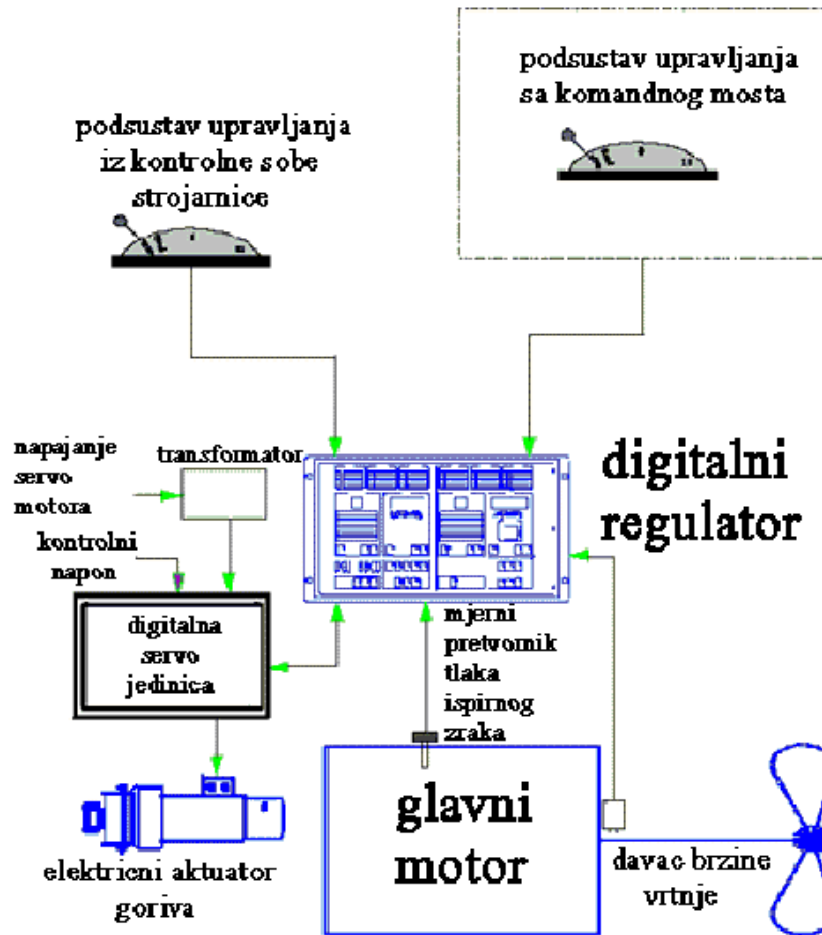 podsustav upravljanja
sa komandnog mosta
podsustav upravljanja
iz kontrolne sobe
strojarnice
napajanje
servo
motora
transformator
digitalni
regulator
kontrolni
napon
digitalna
servo
jedinica
mjerni
pretvornik
tlaka
ispirnog
zraka
glavni
motor
davac brzine
vrtnje
elektricni aktuator
goriva